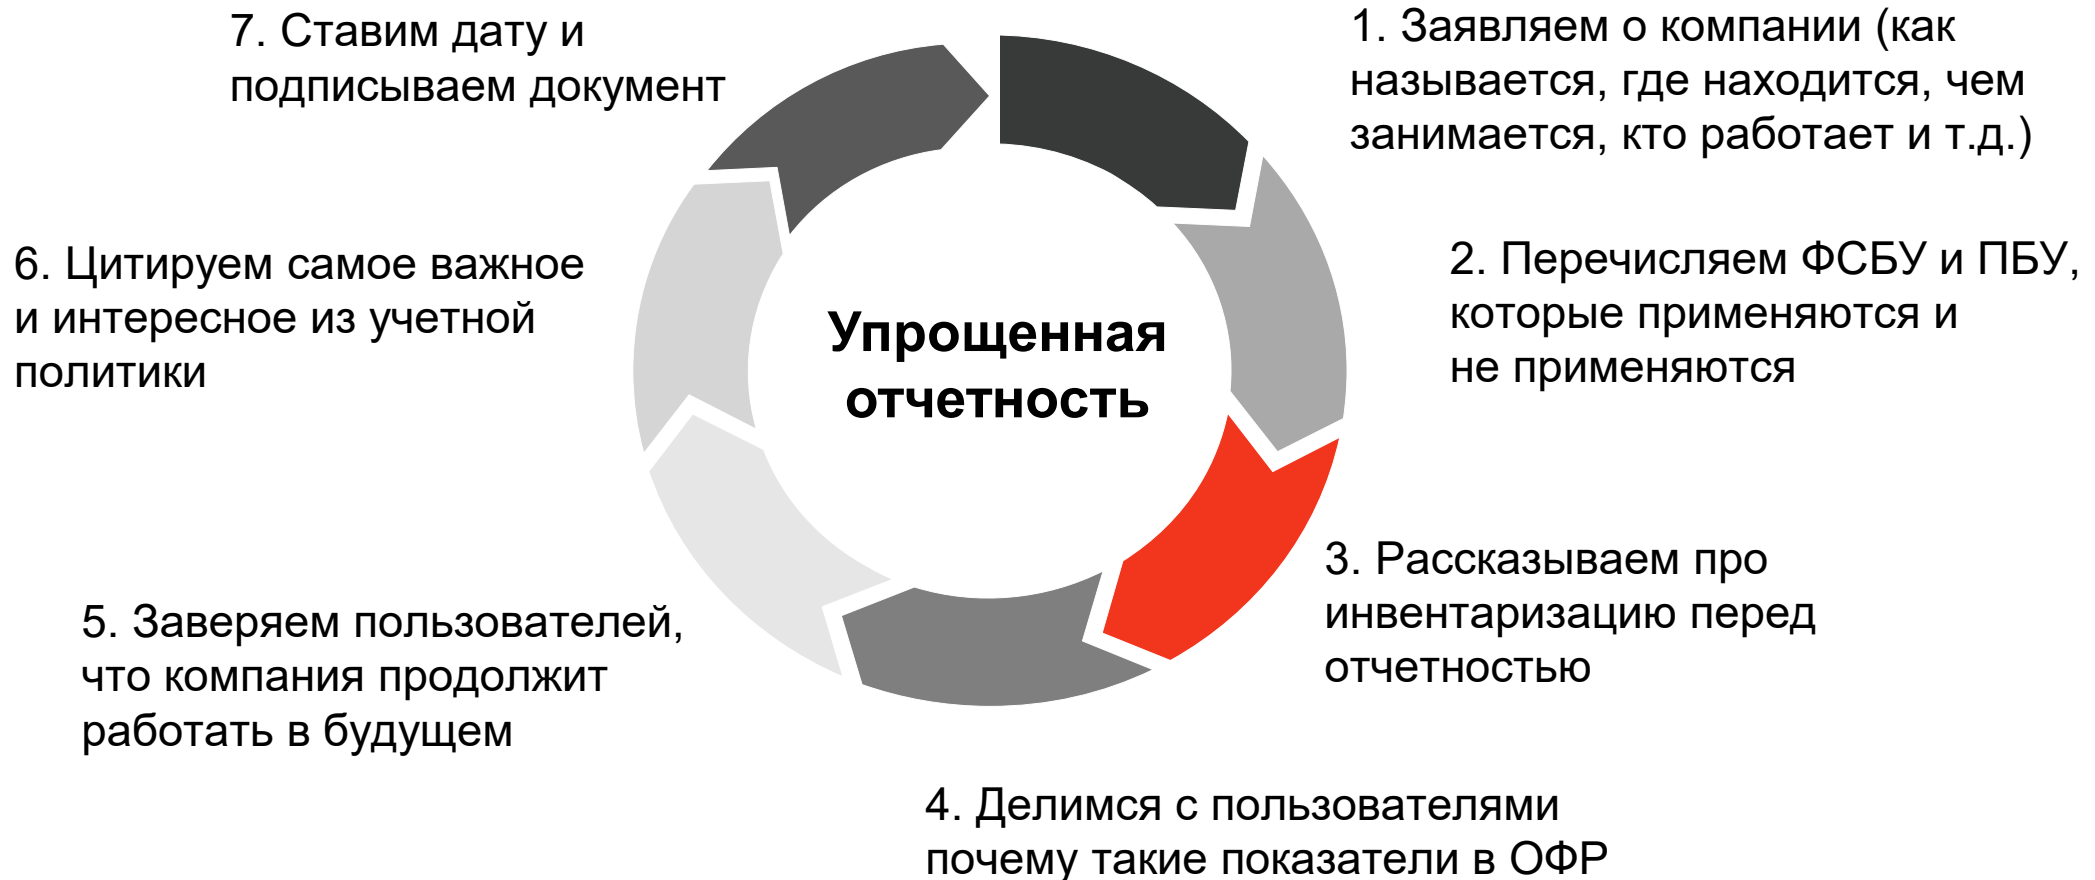 7. Ставим дату и
подписываем документ
1. Заявляем о компании (как
называется, где находится, чем
занимается, кто работает и т.д.)
6. Цитируем самое важное
и интересное из учетной
политики
Упрощенная
отчетность
2. Перечисляем ФСБУ и ПБУ,
которые применяются и
не применяются
5. Заверяем пользователей,
что компания продолжит
работать в будущем
3. Рассказываем про
инвентаризацию перед
отчетностью
4. Делимся с пользователями
почему такие показатели в ОФР